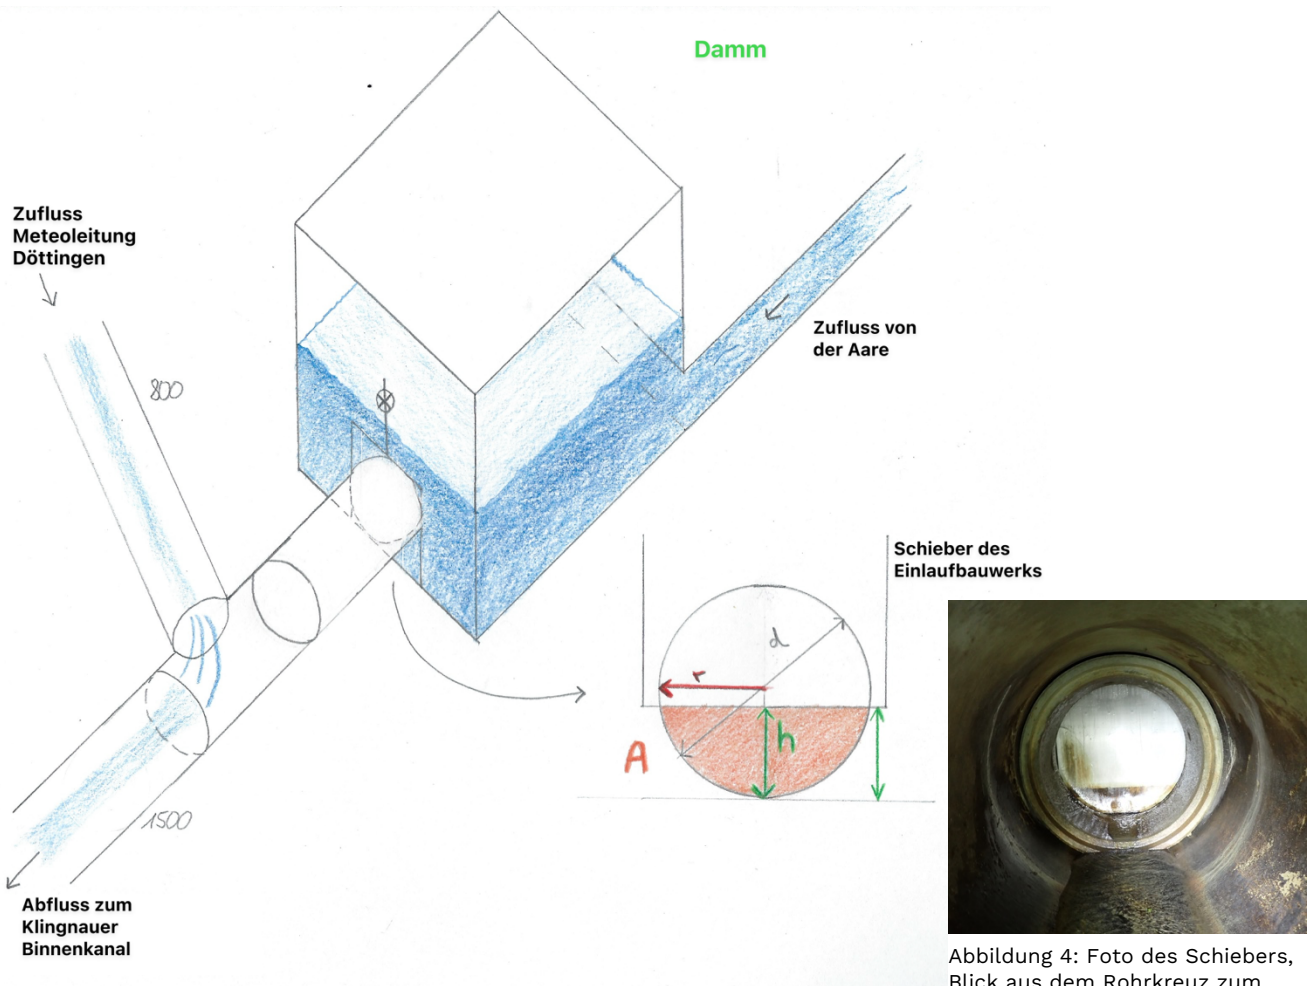 Damm
Zufluss
Meteoleitung
Döttingen
800
Zufluss von
der Aare
Schieber des
Einlaufbauwerks
d
r
h
A
1500
Abfluss zum
Klingnauer
Binnenkanal
Abbildung 4: Foto des Schiebers,
Blick aus dem Rohrkreuz zum